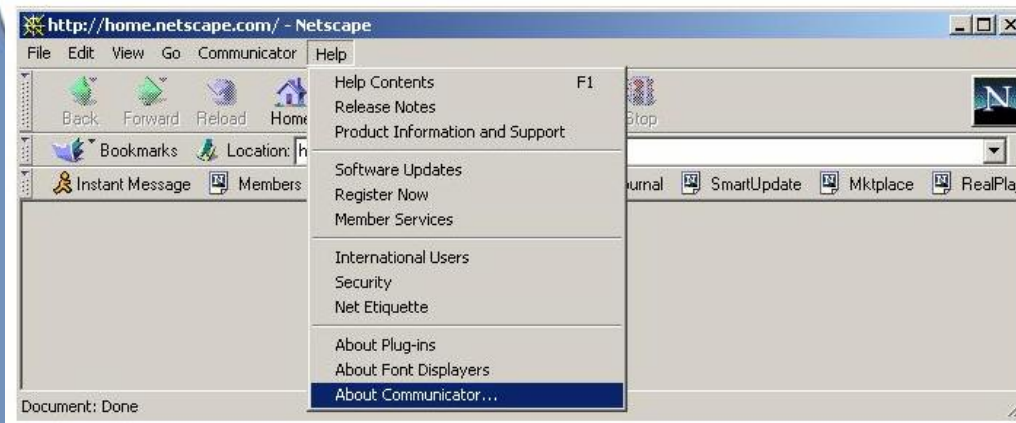 http://home.netscape.com/ - Netscape
File Edit View Go Communicator Help
Back Forward Reload Home Stop
Bookmarks Location: h
Instant Message Members SmartUpdate Mktplace
N
Help Contents F1
Release Notes
Product Information and Support
Software Updates
Register Now
Member Services
International Users
Security
Net Etiquette
About Plug-ins
About Font Displayers
About Communicator...
Document: Done